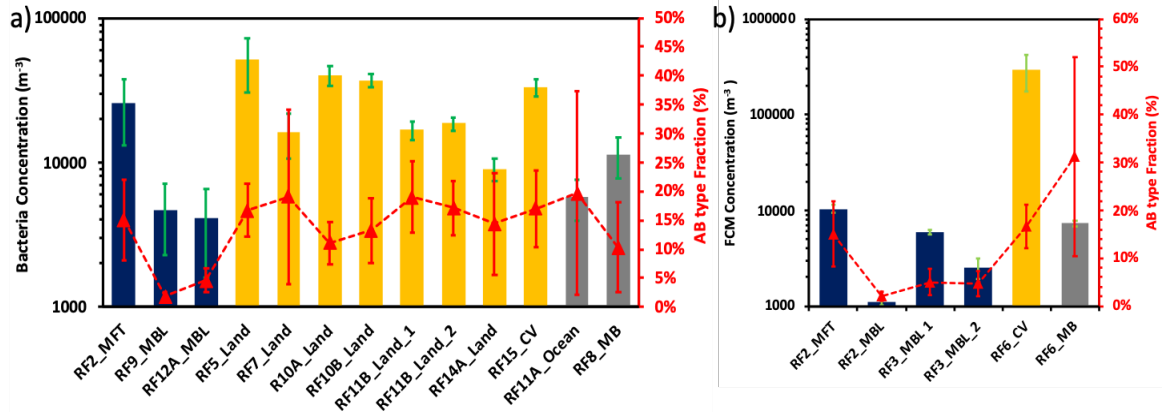 a)
Bacteria Concentration (m⁻³)
100000
10000
1000
50%
45%
40%
35%
30%
25%
20%
15%
10%
5%
0%
AB type Fraction (%)
RF2_MFT
RF9_MBL
RF12A_MBL
RF5_Land
RF7_Land
R10A_Land
RF10B_Land
RF11B_Land_1
RF11B_Land_2
RF14A_Land
RF15_CV
RF11A_Ocean
RF8_MB
b)
FCM Concentration (m⁻³ )
1000000
100000
10000
1000
60%
50%
40%
30%
20%
10%
0%
AB type Fraction (%)
RF2_MFT
RF2_MBL
RF3_MBL 1
RF3_MBL_2
RF6_CV
RF6_MB